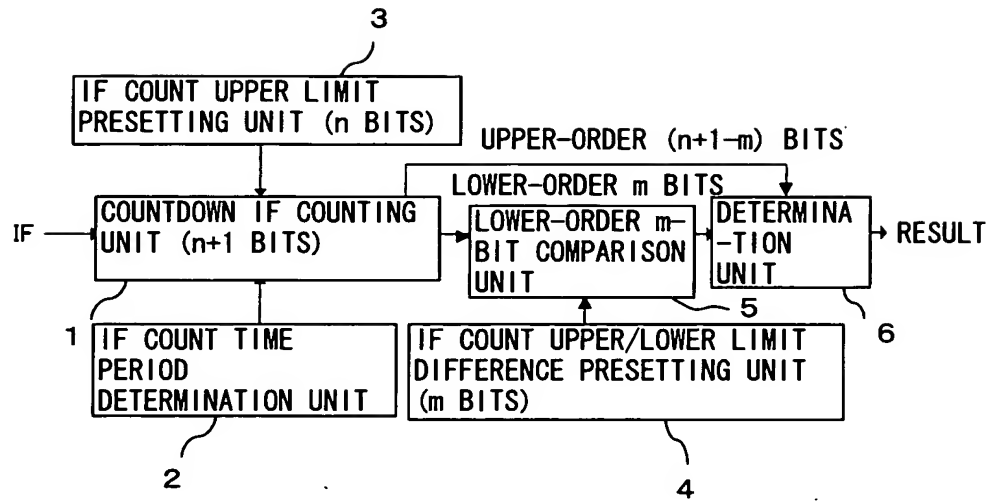 3
IF COUNT UPPER LIMIT
PRESETTING UNIT (n BITS)
UPPER-ORDER (n+1-m) BITS
LOWER-ORDER m BITS
IF
COUNTDOWN IF COUNTING
UNIT (n+1 BITS)
LOWER-ORDER m-
BIT COMPARISON
UNIT
DETERMINA
-TION
UNIT
RESULT
1
5
6
IF COUNT TIME
PERIOD
DETERMINATION UNIT
IF COUNT UPPER/LOWER LIMIT
DIFFERENCE PRESETTING UNIT
(m BITS)
2
4